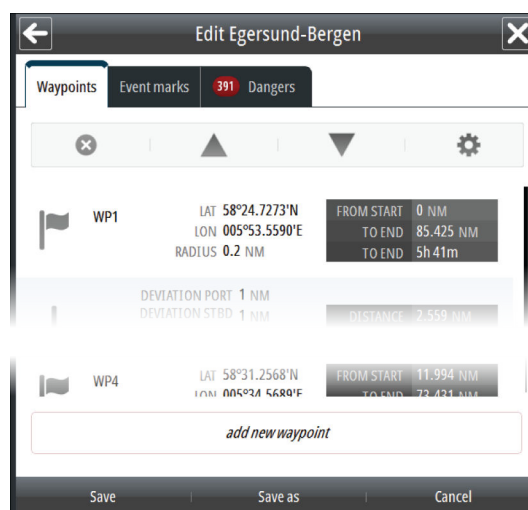 Edit Egersund-Bergen
Waypoints Event marks 391 Dangers
WP1
LAT 58°24.7273'N
LON 005°53.5590'E
RADIUS 0.2 NM
FROM START 0 NM
TO END 85.425 NM
TO END 5h 41m
DEVIATION PORT 1 NM
DEVIATION STBD 1 NM
DISTANCE 2.559 NM
WP4
LAT 58°31.2568'N
LON 005°34.5689'E
FROM START 11.994 NM
TO END 73.431 NM
add new waypoint
Save Save as Cancel